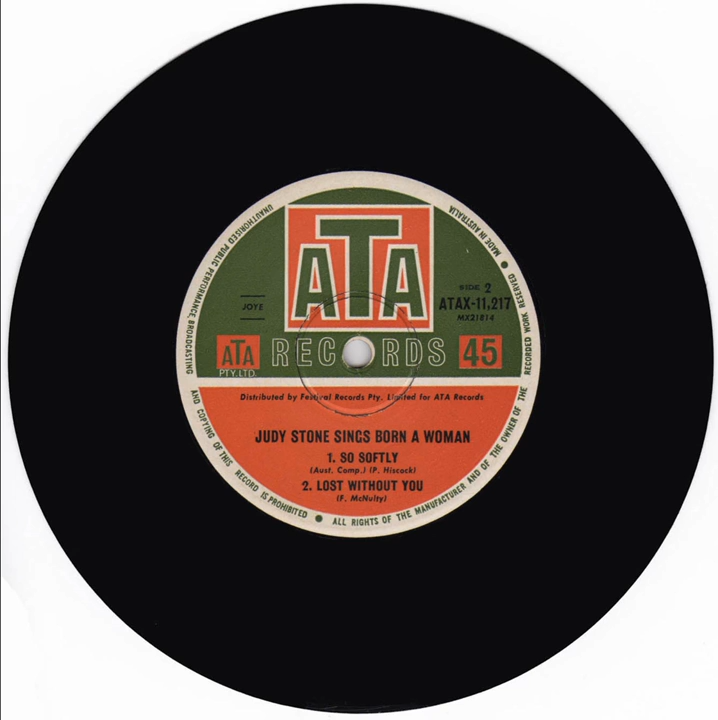 ATA
SIDE 2
JOYE
ATAX-11,217
MX21814
ATA
PTY. LTD.
RECORDS
45
Distributed by Festival Records Pty. Limited for ATA Records
JUDY STONE SINGS BORN A WOMAN
1. SO SOFTLY
(Aust. Comp.) (P. Hiscock)
2. LOST WITHOUT YOU
(F. McNulty)
MADE IN AUSTRALIA ● ALL RIGHTS OF THE MANUFACTURER AND OF THE OWNER OF THE RECORDED WORK RESERVED ● UNAUTHORISED PUBLIC PERFORMANCE, BROADCASTING AND COPYING OF THIS RECORD IS PROHIBITED